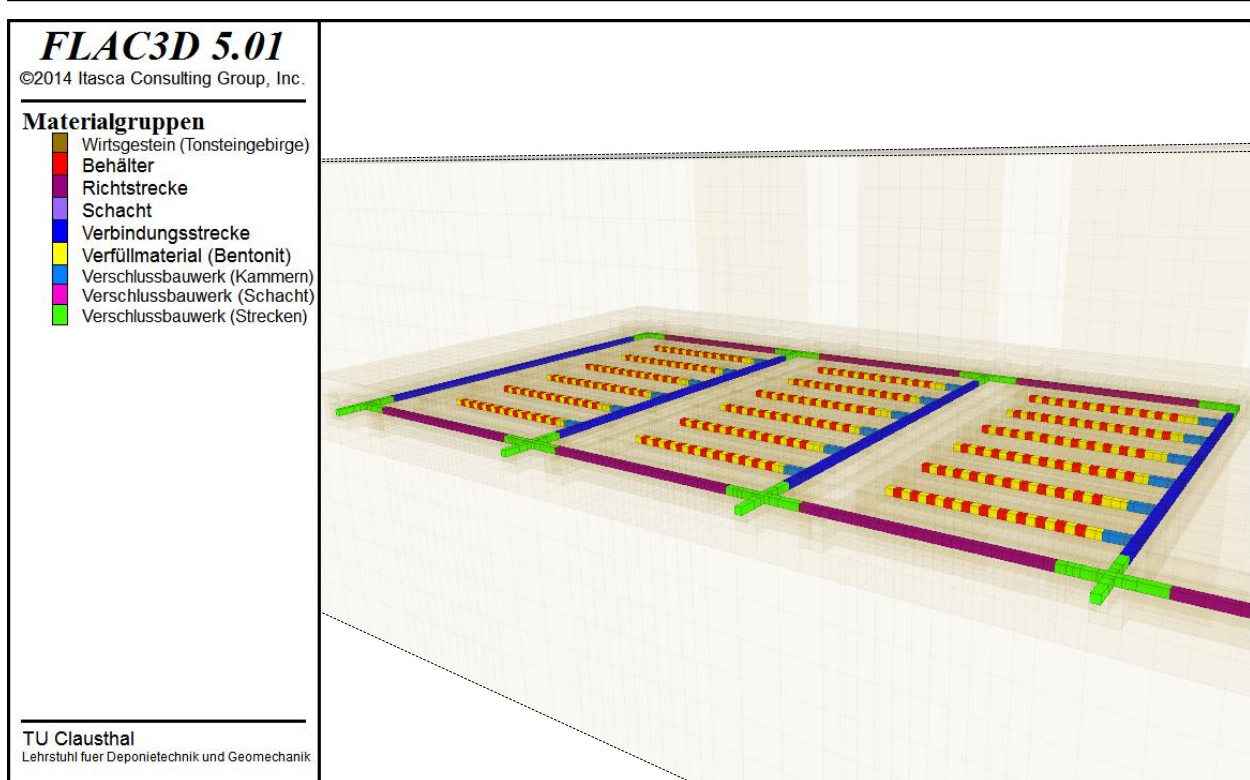 FLAC3D 5.01
©2014 Itasca Consulting Group, Inc.
Materialgruppen
Wirtsgestein (Tonsteingebirge)
Behälter
Richtstrecke
Schacht
Verbindungsstrecke
Verfüllmaterial (Bentonit)
Verschlussbauwerk (Kammern)
Verschlussbauwerk (Schacht)
Verschlussbauwerk (Strecken)
TU Clausthal
Lehrstuhl fuer Deponietechnik und Geomechanik